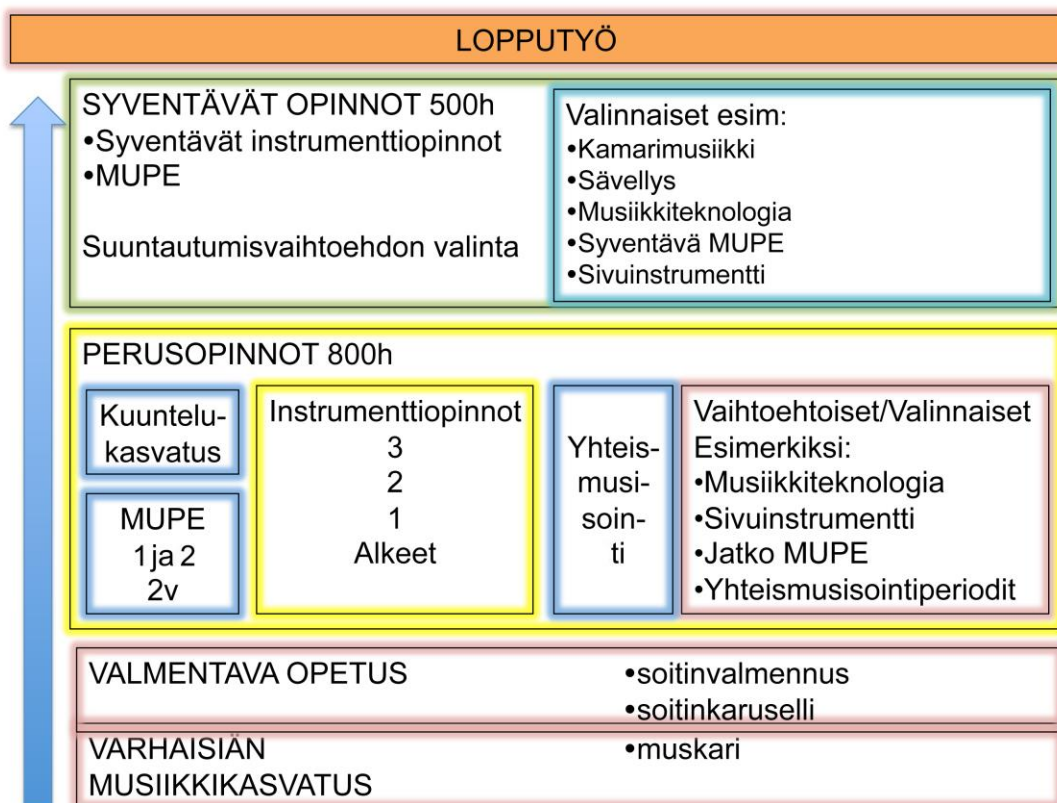 LOPPUTYÖ
SYVENTÄVÄT OPINNOT 500h
•Syventävät instrumenttiopinnot
•MUPE
Suuntautumisvaihtoehdon valinta
Valinnaiset esim:
•Kamarimusiikki
•Sävellys
•Musiikkiteknologia
•Syventävä MUPE
•Sivuinstrumentti
PERUSOPINNOT 800h
Kuuntelu-
kasvatus
MUPE
1 ja 2
2v
Instrumenttiopinnot
3
2
1
Alkeet
Yhteis-
musi-
soin-
ti
Vaihtoehtoiset/Valinnaiset
Esimerkiksi:
•Musiikkiteknologia
•Sivuinstrumentti
•Jatko MUPE
•Yhteismusisointiperiodit
VALMENTAVA OPETUS
•soitinvalmennus
•soitinkaruselli
VARHAISIÄN
MUSIIKKIKASVATUS
•muskari